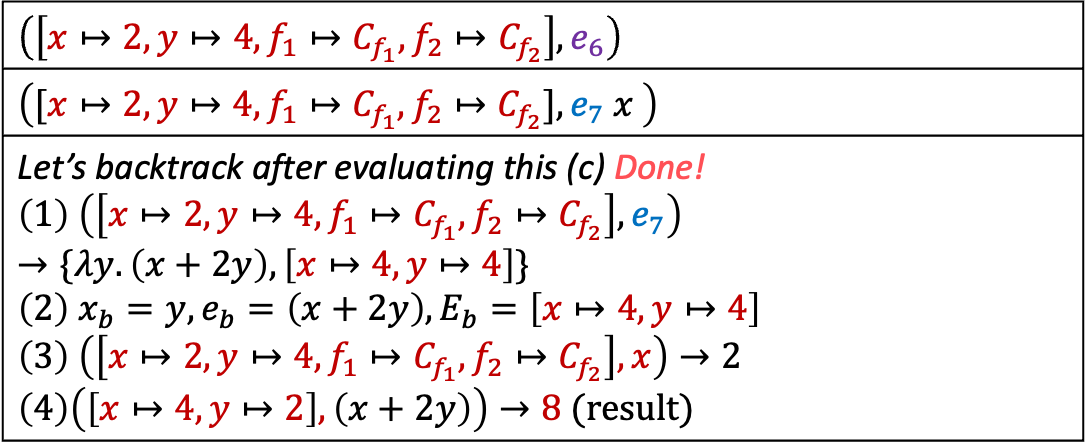 ([x ↦ 2, y ↦ 4, f₁ ↦ C_f₁, f₂ ↦ C_f₂], e₆)
([x ↦ 2, y ↦ 4, f₁ ↦ C_f₁, f₂ ↦ C_f₂], e₇ x )
Let’s backtrack after evaluating this (c) Done!
(1) ([x ↦ 2, y ↦ 4, f₁ ↦ C_f₁, f₂ ↦ C_f₂], e₇)
→ {λy. (x + 2y), [x ↦ 4, y ↦ 4]}
(2) x_b = y, e_b = (x + 2y), E_b = [x ↦ 4, y ↦ 4]
(3) ([x ↦ 2, y ↦ 4, f₁ ↦ C_f₁, f₂ ↦ C_f₂], x) → 2
(4)([x ↦ 4, y ↦ 2], (x + 2y)) → 8 (result)